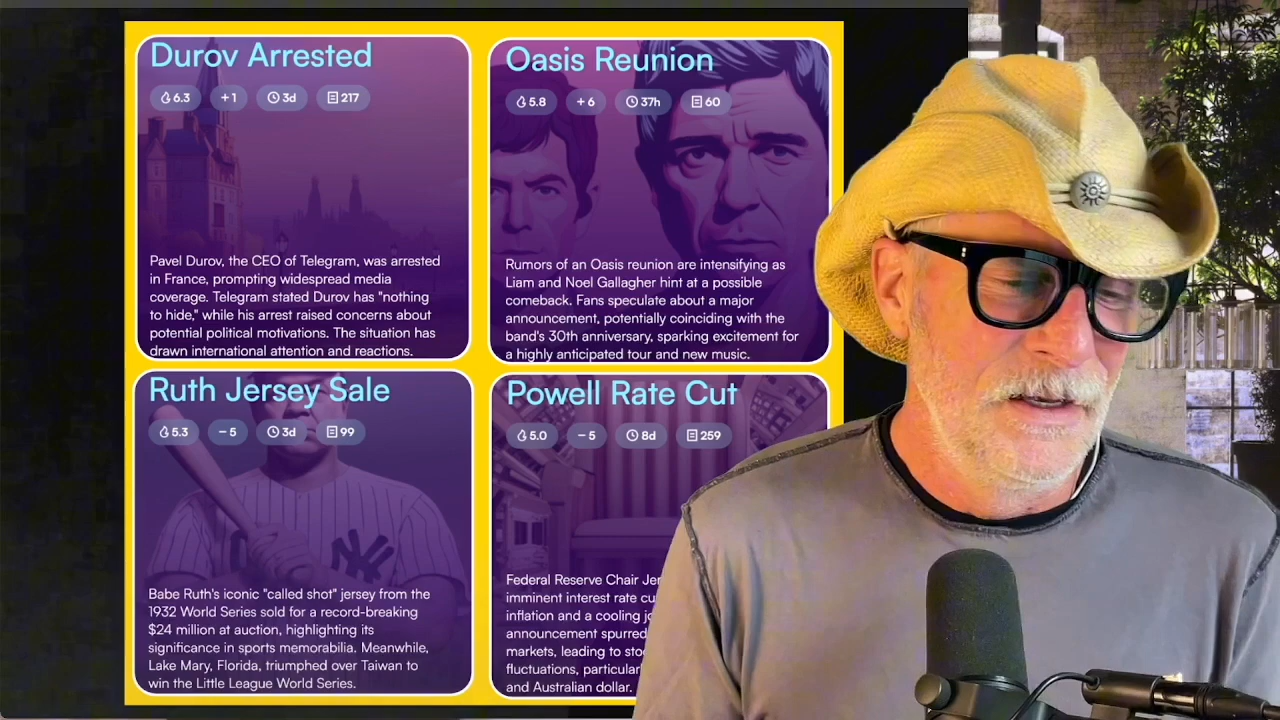 Durov Arrested
6.3 +1 3d 217
Pavel Durov, the CEO of Telegram, was arrested
in France, prompting widespread media
coverage. Telegram stated Durov has "nothing
to hide," while his arrest raised concerns about
potential political motivations. The situation has
drawn international attention and reactions.
Oasis Reunion
5.8 +6 37h 60
Rumors of an Oasis reunion are intensifying as
Liam and Noel Gallagher hint at a possible
comeback. Fans speculate about a major
announcement, potentially coinciding with the
band's 30th anniversary, sparking excitement for
a highly anticipated tour and new music.
Ruth Jersey Sale
5.3 −5 3d 99
NY
Babe Ruth's iconic "called shot" jersey from the
1932 World Series sold for a record-breaking
$24 million at auction, highlighting its
significance in sports memorabilia. Meanwhile,
Lake Mary, Florida, triumphed over Taiwan to
win the Little League World Series.
Powell Rate Cut
5.0 −5 8d 259
Federal Reserve Chair
imminent interest rate
inflation and a cooling
announcement spurred
markets, leading to
fluctuations,
and Australian dollar.